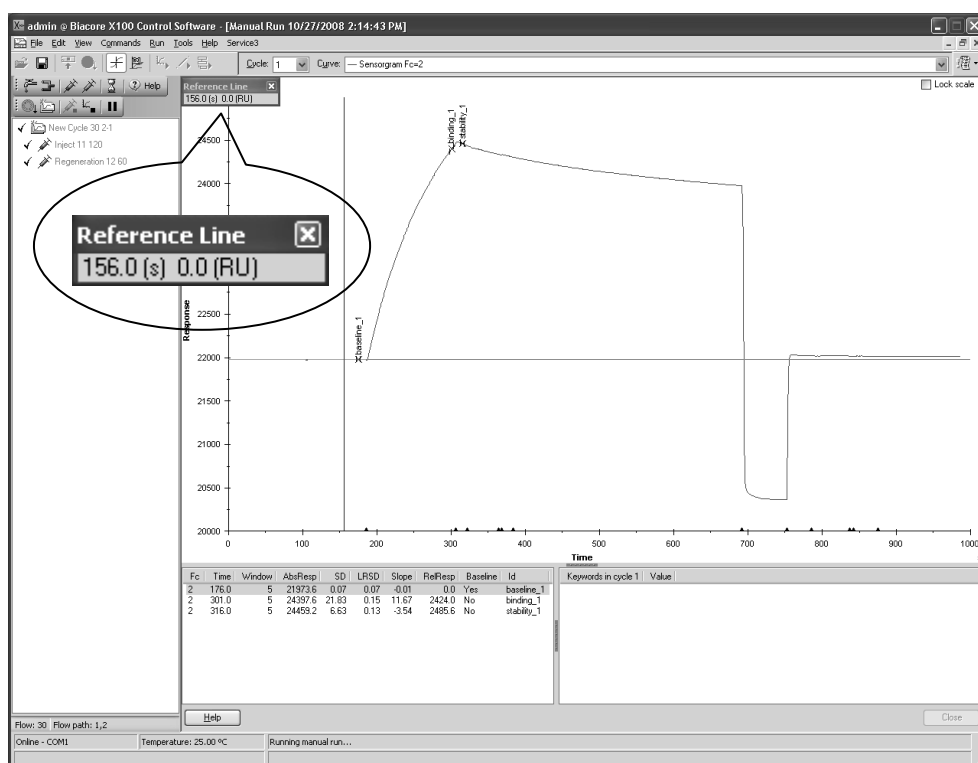 admin @ Biacore X100 Control Software - [Manual Run 10/27/2008 2:14:43 PM]
File Edit View Commands Run Tools Help Service3
Cycle: 1 Curve: — Sensorgram Fc=2
Help
New Cycle 30 2-1
Inject 11 120
Regeneration 12 60
Reference Line
156.0 (s) 0.0 (RU)
Lock scale
Reference Line
156.0 (s) 0.0 (RU)
Response
24500
24000
22500
22000
21500
21000
20500
20000
baseline_1
binding_1
stability_1
0 100 200 300 400 500 600 700 800 900 100
Time
Fc Time Window AbsResp SD LRSD Slope RelResp Baseline Id
2 176.0 5 21973.6 0.07 0.07 -0.01 0.0 Yes baseline_1
2 301.0 5 24397.6 21.83 0.15 11.67 2424.0 No binding_1
2 316.0 5 24459.2 6.63 0.13 -3.54 2485.6 No stability_1
Keywords in cycle 1 Value
Help
Close
Flow: 30 Flow path: 1,2
Online - COM1 Temperature: 25.00 ºC Running manual run...